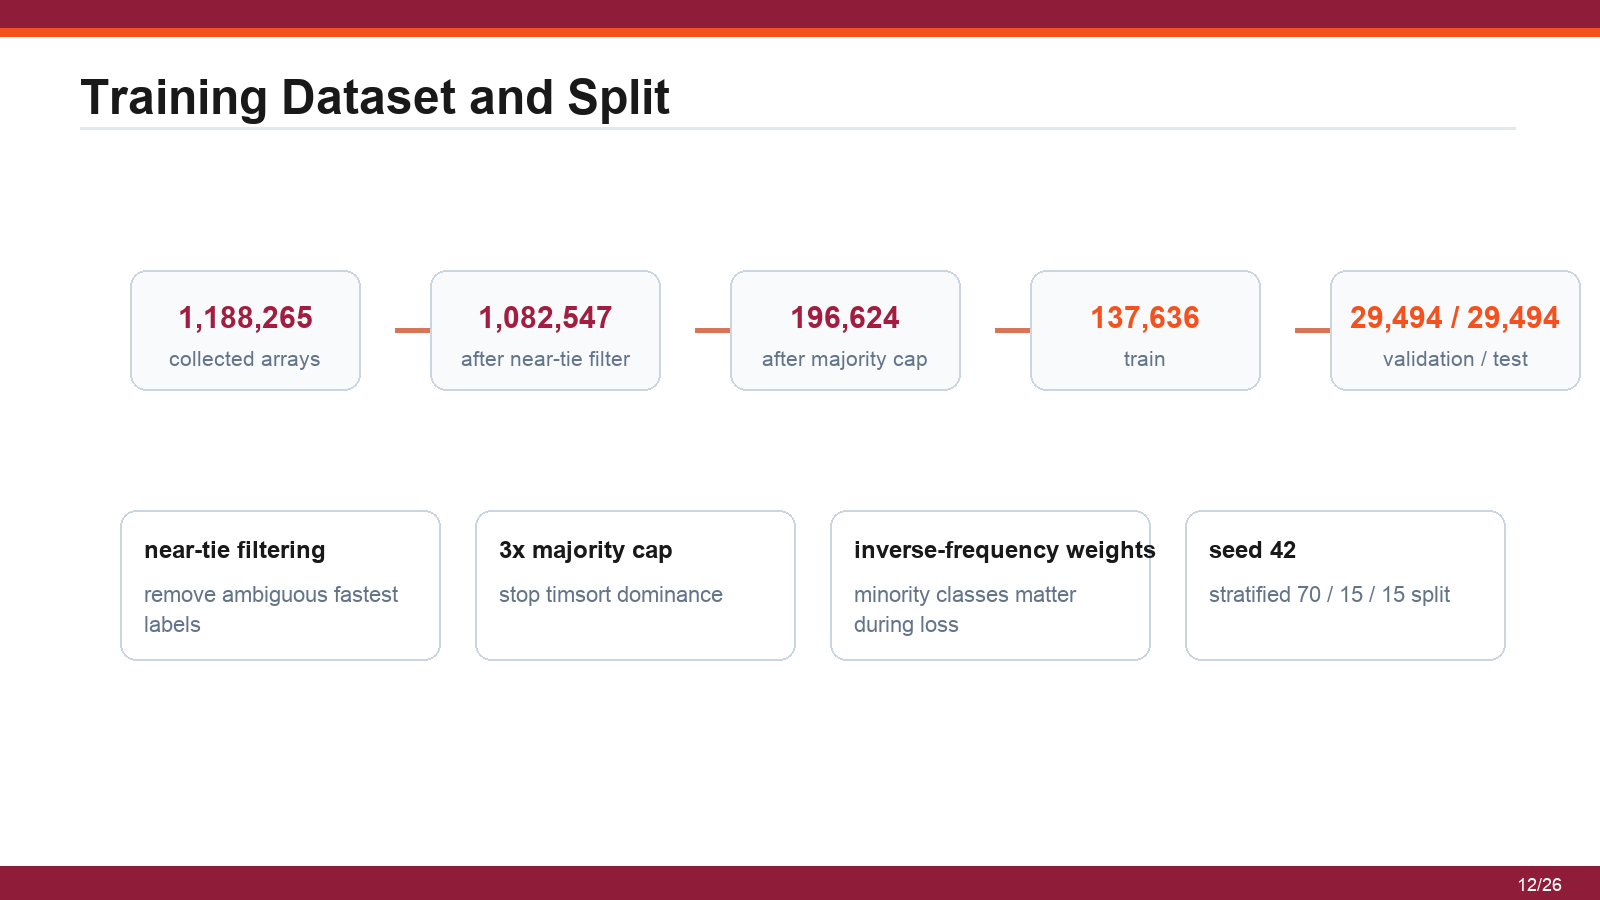 Training Dataset and Split
1,188,265
collected arrays
1,082,547
after near-tie filter
196,624
after majority cap
137,636
train
29,494 / 29,494
validation / test
near-tie filtering
remove ambiguous fastest
labels
3x majority cap
stop timsort dominance
inverse-frequency weights
minority classes matter
during loss
seed 42
stratified 70 / 15 / 15 split
12/26